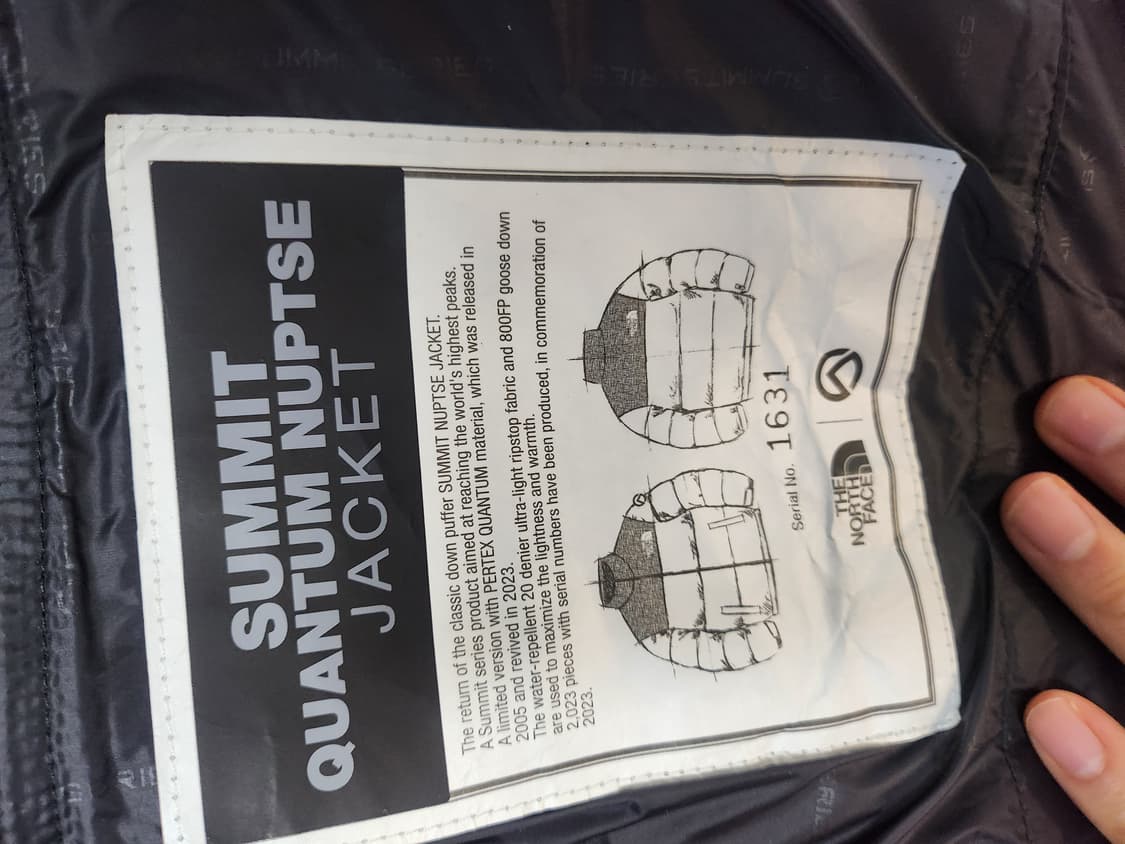 SUMMIT
QUANTUM NUPTSE
JACKET
The return of the classic down puffer SUMMIT NUPTSE JACKET.
A Summit series product aimed at reaching the world's highest peaks.
A limited version with PERTEX QUANTUM material, which was released in
2005 and revived in 2023.
The water-repellent 20 denier ultra-light ripstop fabric and 800FP goose down
are used to maximize the lightness and warmth.
2,023 pieces with serial numbers have been produced, in commemoration of
2023.
Serial No. 1631
THE
NORTH
FACE